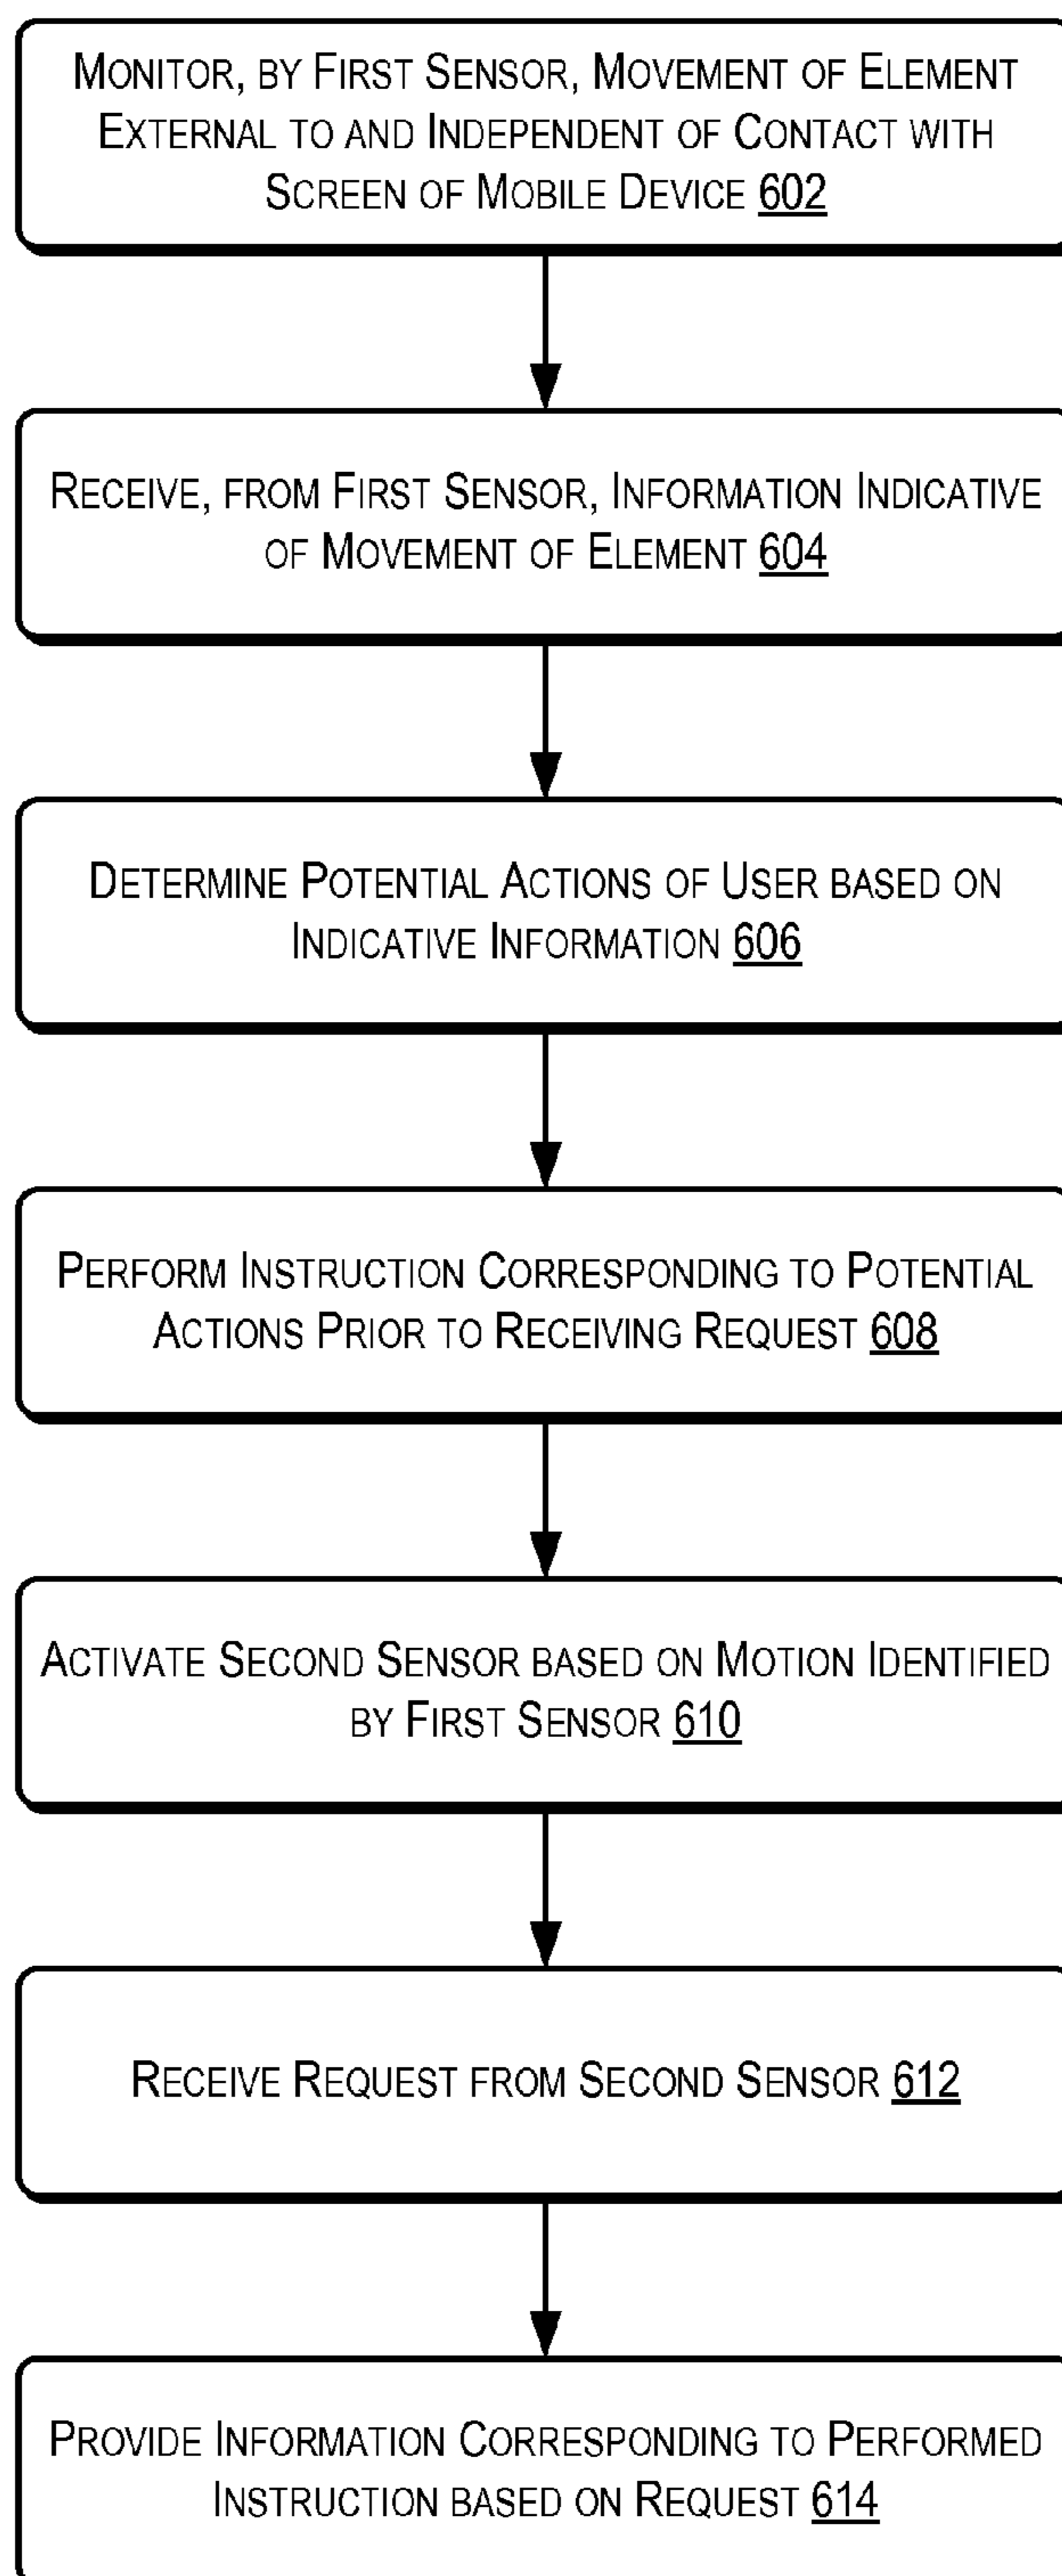 MONITOR, BY FIRST SENSOR, MOVEMENT OF ELEMENT
EXTERNAL TO AND INDEPENDENT OF CONTACT WITH
SCREEN OF MOBILE DEVICE 602
RECEIVE, FROM FIRST SENSOR, INFORMATION INDICATIVE
OF MOVEMENT OF ELEMENT 604
DETERMINE POTENTIAL ACTIONS OF USER BASED ON
INDICATIVE INFORMATION 606
PERFORM INSTRUCTION CORRESPONDING TO POTENTIAL
ACTIONS PRIOR TO RECEIVING REQUEST 608
ACTIVATE SECOND SENSOR BASED ON MOTION IDENTIFIED
BY FIRST SENSOR 610
RECEIVE REQUEST FROM SECOND SENSOR 612
PROVIDE INFORMATION CORRESPONDING TO PERFORMED
INSTRUCTION BASED ON REQUEST 614